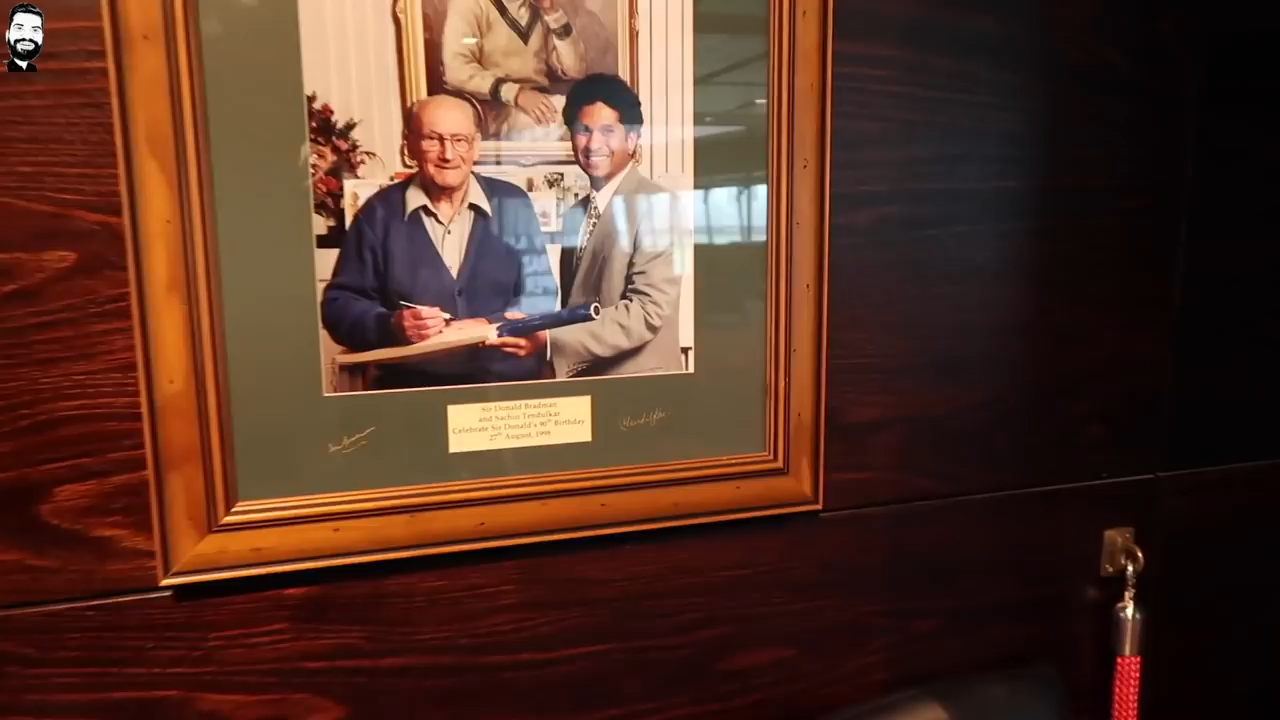 Sir Donald Bradman
and Sachin Tendulkar
Celebrate Sir Donald's 90th Birthday
27th August, 1998